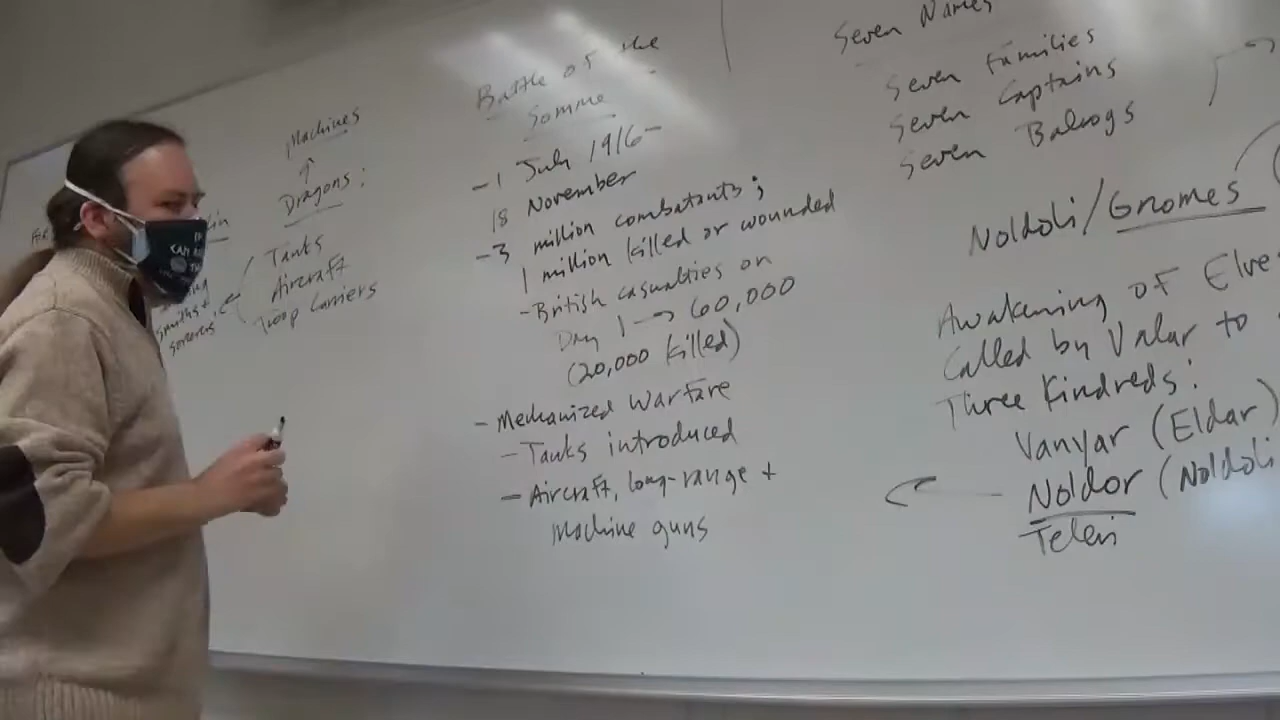 Machines
Dragons:
Tanks
Aircraft
Troop Carriers
smiths +
sorcerers
Battle of the
Somme
- 1 July 1916 -
18 November
- 3 million combatants;
1 million killed or wounded
- British casualties on
Day 1 → 60,000
(20,000 killed)
- Mechanized Warfare
- Tanks introduced
- Aircraft, long-range +
Machine guns
Seven Names
Seven Families
Seven Captains
Seven Balrogs
Noldoli/Gnomes
Awakening of Elve
Called by Valar to
Three Kindreds:
Vanyar (Eldar)
Noldor (Noldoli
Teleri